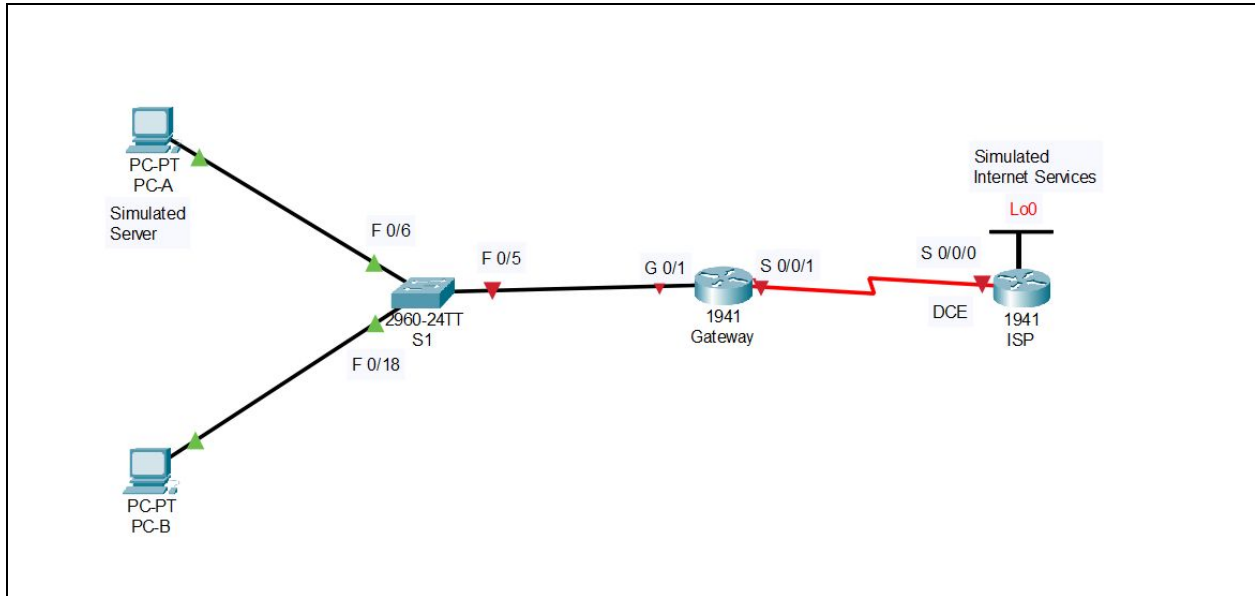 PC-PT
PC-A
Simulated
Server
F 0/6
F 0/5
2960-24TT
S1
F 0/18
PC-PT
PC-B
G 0/1
S 0/0/1
1941
Gateway
Simulated
Internet Services
Lo0
S 0/0/0
DCE
1941
ISP